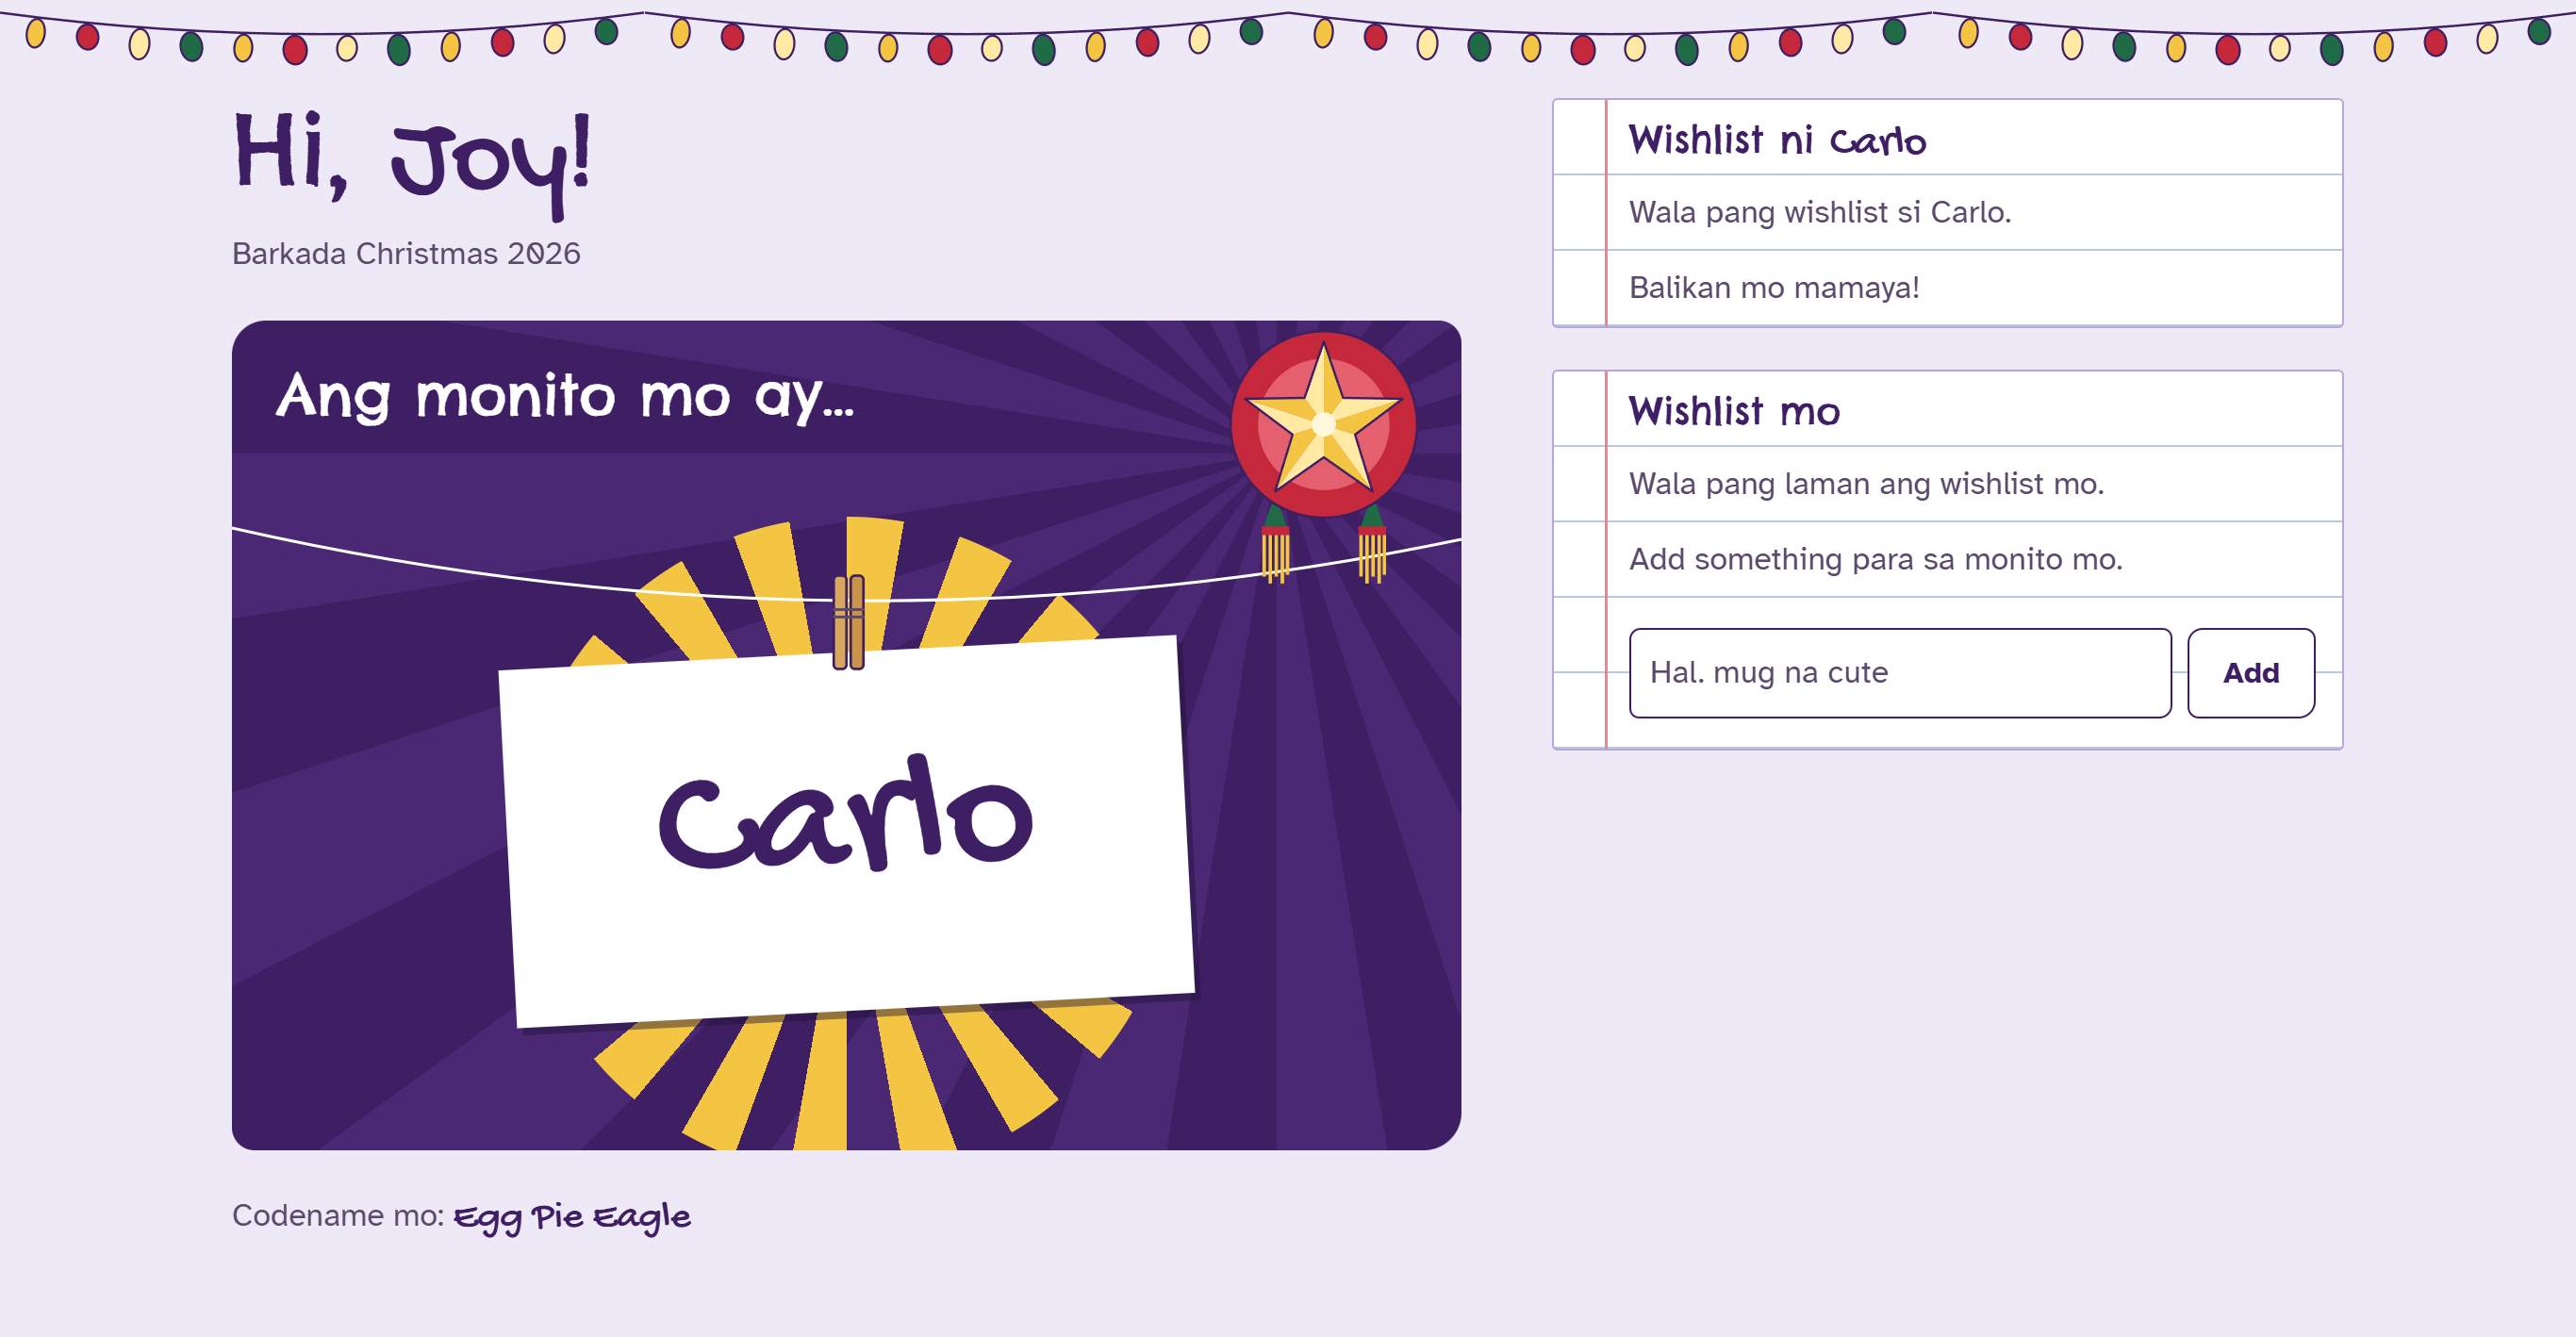 Hi, Joy!
Barkada Christmas 2026
Ang monito mo ay...
Carlo
Codename mo: Egg Pie Eagle
Wishlist ni Carlo
Wala pang wishlist si Carlo.
Balikan mo mamaya!
Wishlist mo
Wala pang laman ang wishlist mo.
Add something para sa monito mo.
Hal. mug na cute
Add